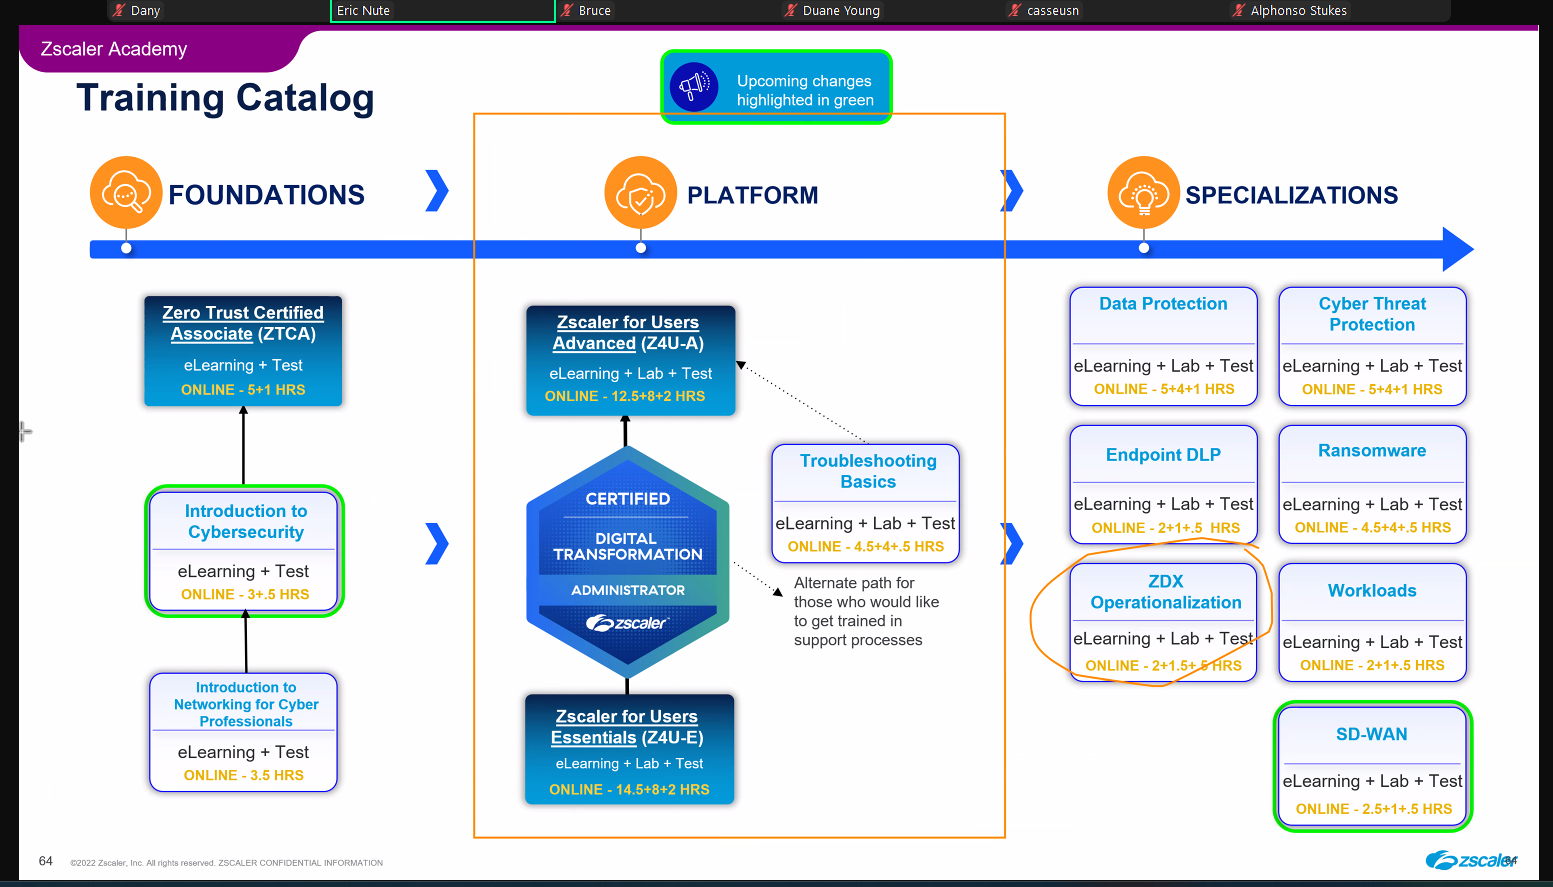 Dany
Eric Nute
Bruce
Duane Young
casseusn
Alphonso Stukes
Zscaler Academy
Training Catalog
Upcoming changes
highlighted in green
FOUNDATIONS
PLATFORM
SPECIALIZATIONS
Zero Trust Certified
Associate (ZTCA)
eLearning + Test
ONLINE - 5+1 HRS
Introduction to
Cybersecurity
eLearning + Test
ONLINE - 3+.5 HRS
Introduction to
Networking for Cyber
Professionals
eLearning + Test
ONLINE - 3.5 HRS
Zscaler for Users
Advanced (Z4U-A)
eLearning + Lab + Test
ONLINE - 12.5+8+2 HRS
CERTIFIED
DIGITAL
TRANSFORMATION
ADMINISTRATOR
zscaler
Zscaler for Users
Essentials (Z4U-E)
eLearning + Lab + Test
ONLINE - 14.5+8+2 HRS
Troubleshooting
Basics
eLearning + Lab + Test
ONLINE - 4.5+4+.5 HRS
Alternate path for
those who would like
to get trained in
support processes
Data Protection
eLearning + Lab + Test
ONLINE - 5+4+1 HRS
Cyber Threat
Protection
eLearning + Lab + Test
ONLINE - 5+4+1 HRS
Endpoint DLP
eLearning + Lab + Test
ONLINE - 2+1+.5 HRS
Ransomware
eLearning + Lab + Test
ONLINE - 4.5+4+.5 HRS
ZDX
Operationalization
eLearning + Lab + Test
ONLINE - 2+1.5+.5 HRS
Workloads
eLearning + Lab + Test
ONLINE - 2+1+.5 HRS
SD-WAN
eLearning + Lab + Test
ONLINE - 2.5+1+.5 HRS
64
©2022 Zscaler, Inc. All rights reserved. ZSCALER CONFIDENTIAL INFORMATION
zscaler
64